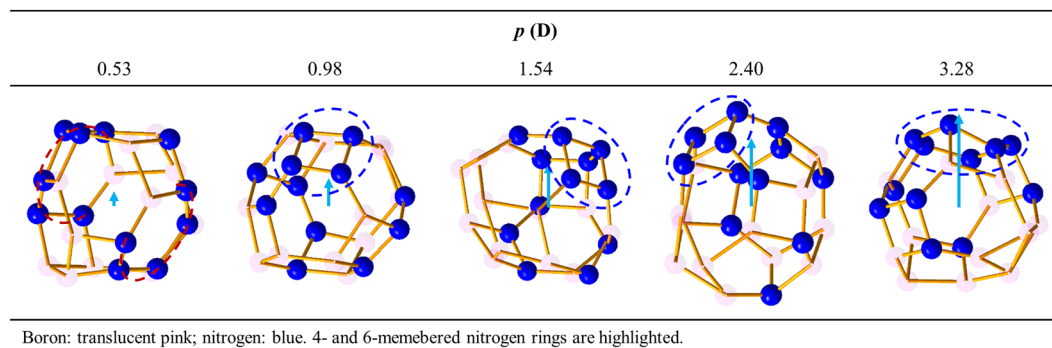 p (D)
0.53 0.98 1.54 2.40 3.28
Boron: translucent pink; nitrogen: blue. 4- and 6-memebered nitrogen rings are highlighted.